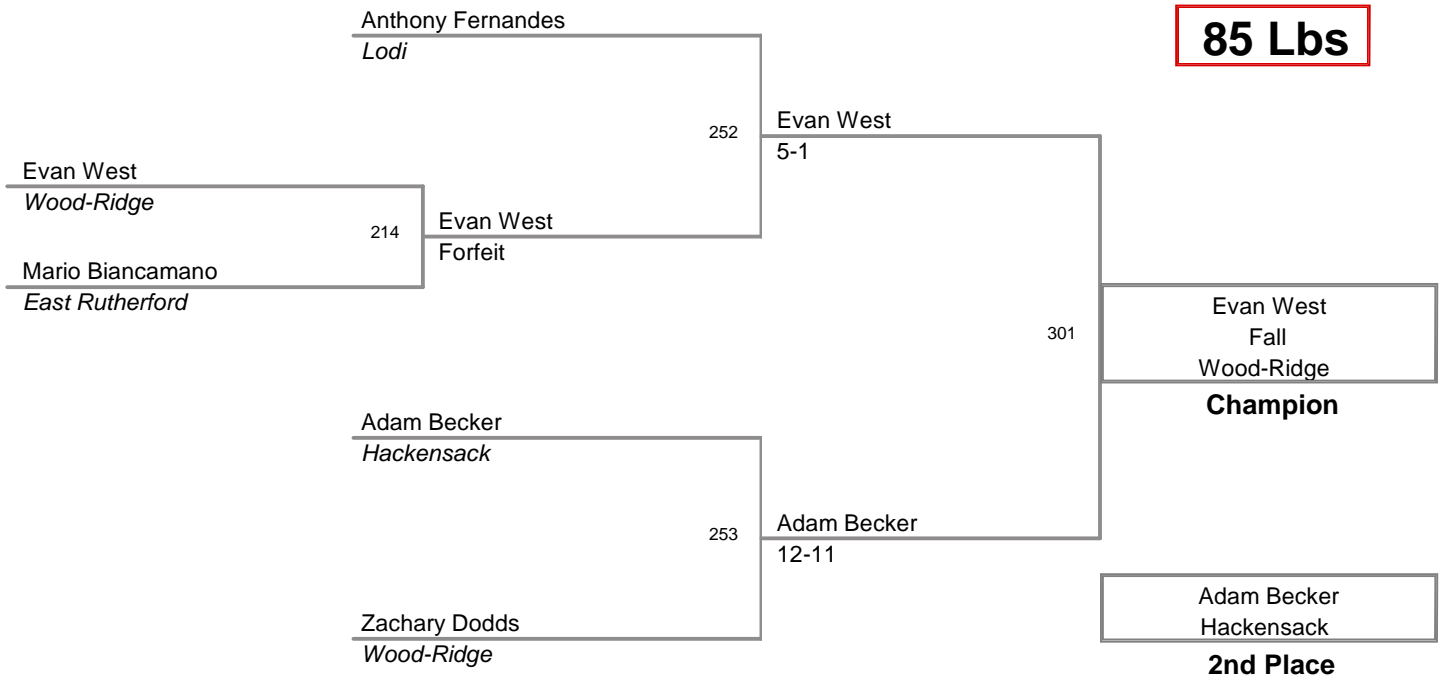 Anthony Fernandes
Lodi
85 Lbs
252
Evan West
5-1
Evan West
Wood-Ridge
214
Evan West
Forfeit
Mario Biancamano
East Rutherford
301
Evan West
Fall
Wood-Ridge
Champion
Adam Becker
Hackensack
253
Adam Becker
12-11
Zachary Dodds
Wood-Ridge
Adam Becker
Hackensack
2nd Place